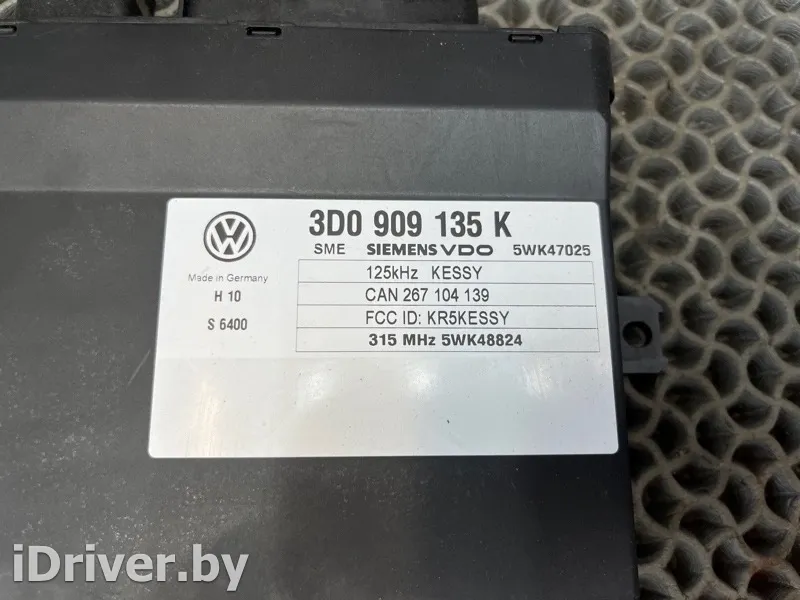 3D0 909 135 K
SME SIEMENS VDO 5WK47025
Made in Germany
125kHz KESSY
H 10
CAN 267 104 139
S 6400
FCC ID: KR5KESSY
315 MHz 5WK48824
iDriver.by